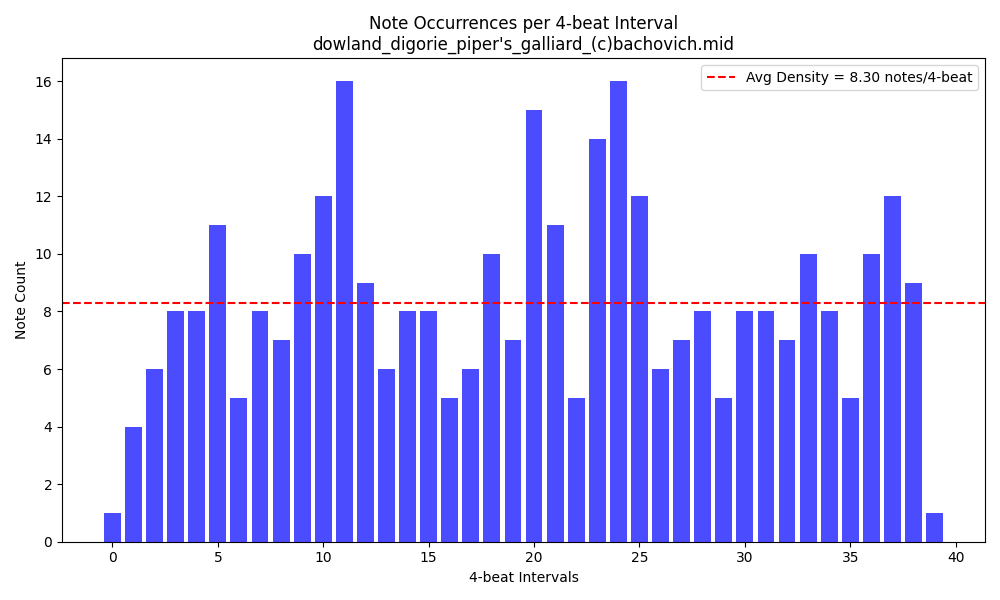 Note Occurrences per 4-beat Interval
dowland_digorie_piper's_galliard_(c)bachovich.mid
Avg Density = 8.30 notes/4-beat
Note Count
16
14
12
10
8
6
4
2
0
0 5 10 15 20 25 30 35 40
4-beat Intervals